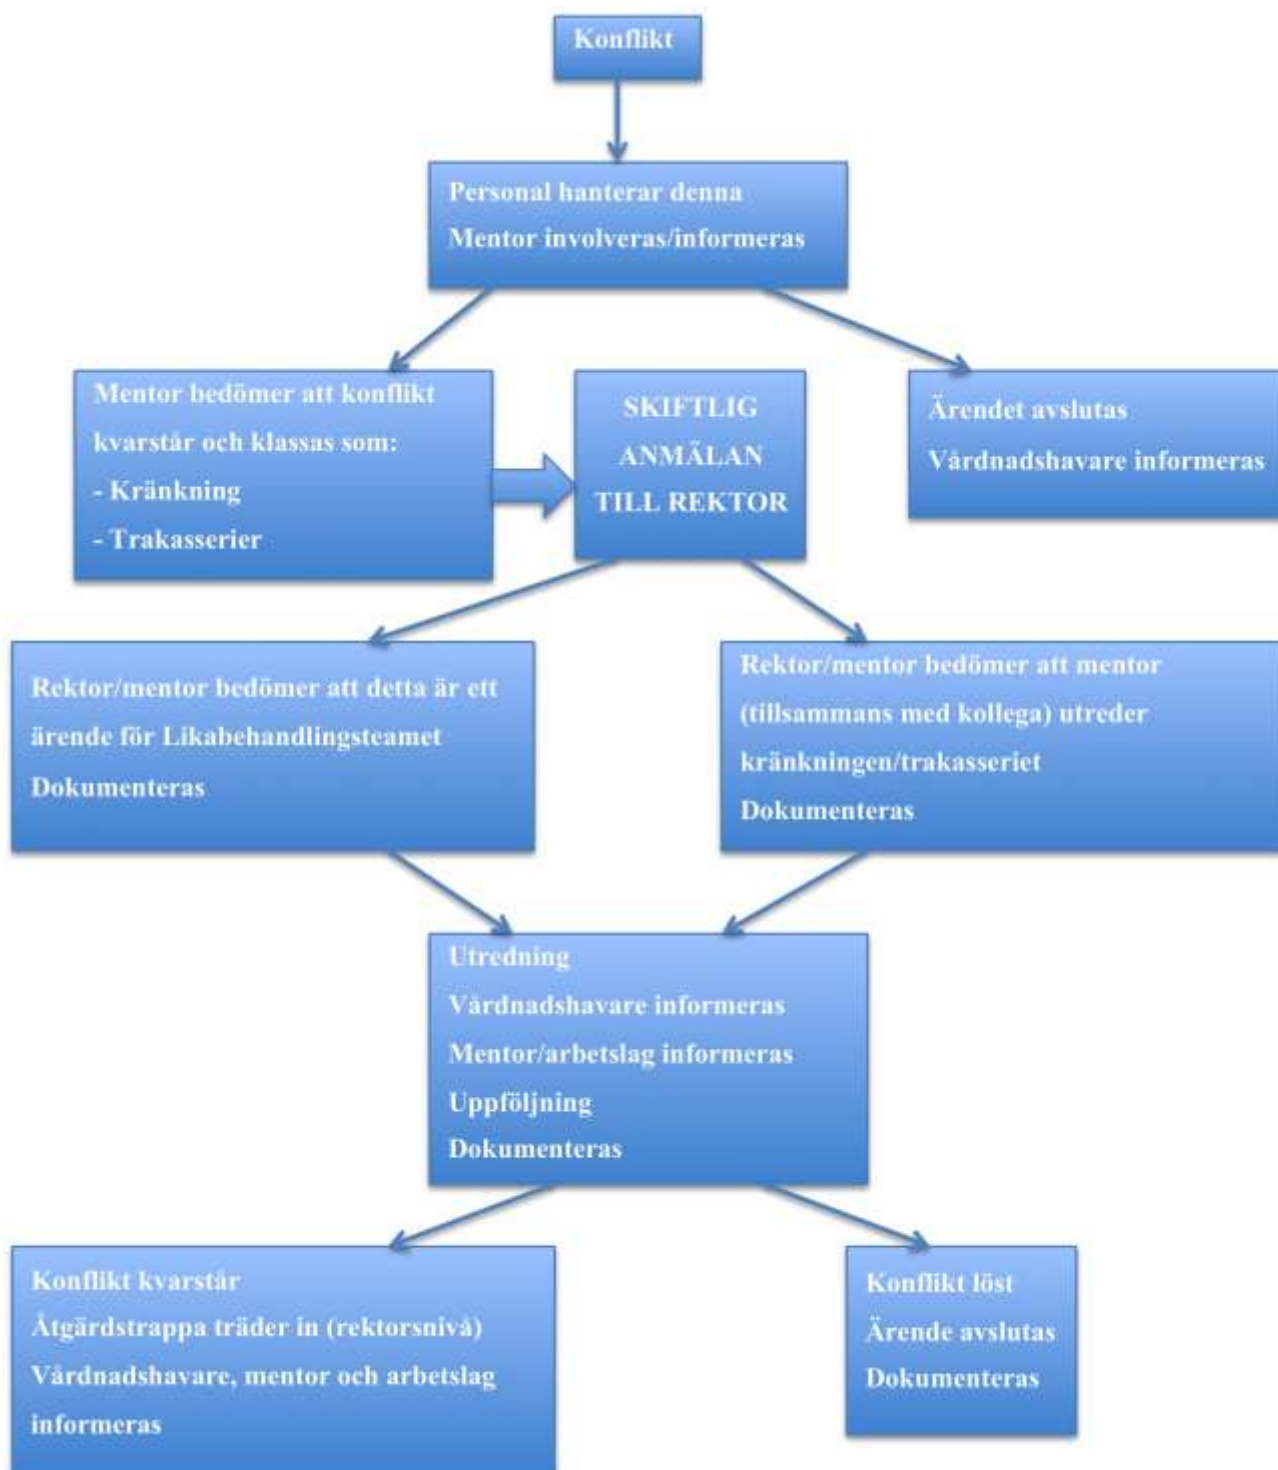 Konflikt
Personal hanterar denna
Mentor involveras/informeras
Mentor bedömer att konflikt
kvarstår och klassas som:
- Kränkning
- Trakasserier
SKIFTLIG
ANMÄLAN
TILL REKTOR
Ärendet avslutas
Vårdnadshavare informeras
Rektor/mentor bedömer att detta är ett
ärende för Likabehandlingsteamet
Dokumenteras
Rektor/mentor bedömer att mentor
(tillsammans med kollega) utreder
kränkningen/trakasseriet
Dokumenteras
Utredning
Vårdnadshavare informeras
Mentor/arbetslag informeras
Uppföljning
Dokumenteras
Konflikt kvarstår
Åtgärdstrappa träder in (rektorsnivå)
Vårdnadshavare, mentor och arbetslag
informeras
Konflikt löst
Ärende avslutas
Dokumenteras